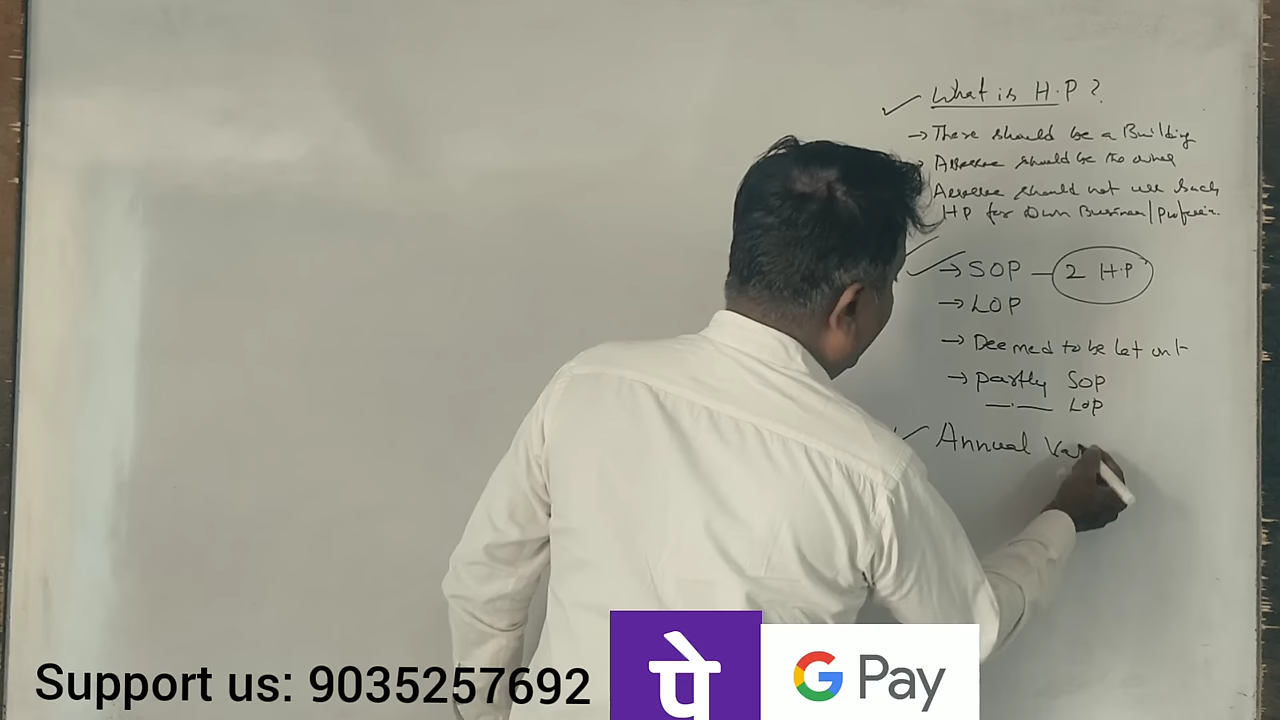 What is H.P?
→ There should be a Building
Assessee should be the owner
Assessee should not use such
HP for Own Business/Profession.
→ SOP — 2 H.P
→ LOP
→ Deemed to be let out
→ Partly SOP
—·— LOP
Annual Va
Support us: 9035257692
पे
G Pay